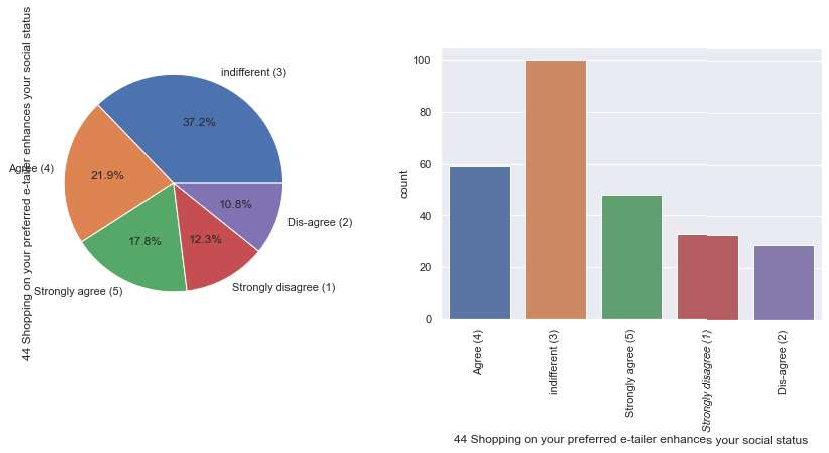 44 Shopping on your preferred e-tailer enhances your social status
indifferent (3)
37.2%
Agree (4)
21.9%
10.8%
Dis-agree (2)
17.8%
12.3%
Strongly agree (5)
Strongly disagree (1)
count
100
80
60
40
20
0
Agree (4)
indifferent (3)
Strongly agree (5)
Strongly disagree (1)
Dis-agree (2)
44 Shopping on your preferred e-tailer enhances your social status